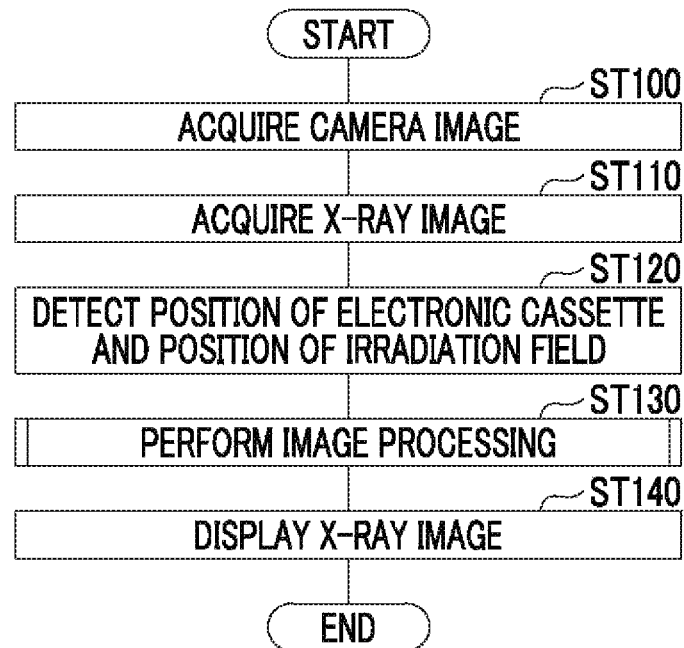 START
ST100
ACQUIRE CAMERA IMAGE
ST110
ACQUIRE X-RAY IMAGE
ST120
DETECT POSITION OF ELECTRONIC CASSETTE
AND POSITION OF IRRADIATION FIELD
ST130
PERFORM IMAGE PROCESSING
ST140
DISPLAY X-RAY IMAGE
END